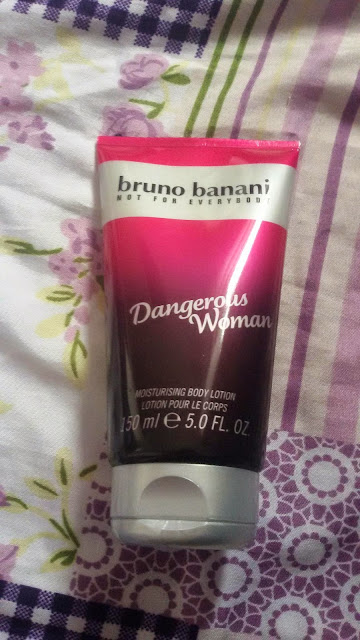 bruno banani
NOT FOR EVERYBODY
Dangerous
Woman
MOISTURISING BODY LOTION
LOTION POUR LE CORPS
150 ml ℮ 5.0 FL. OZ.